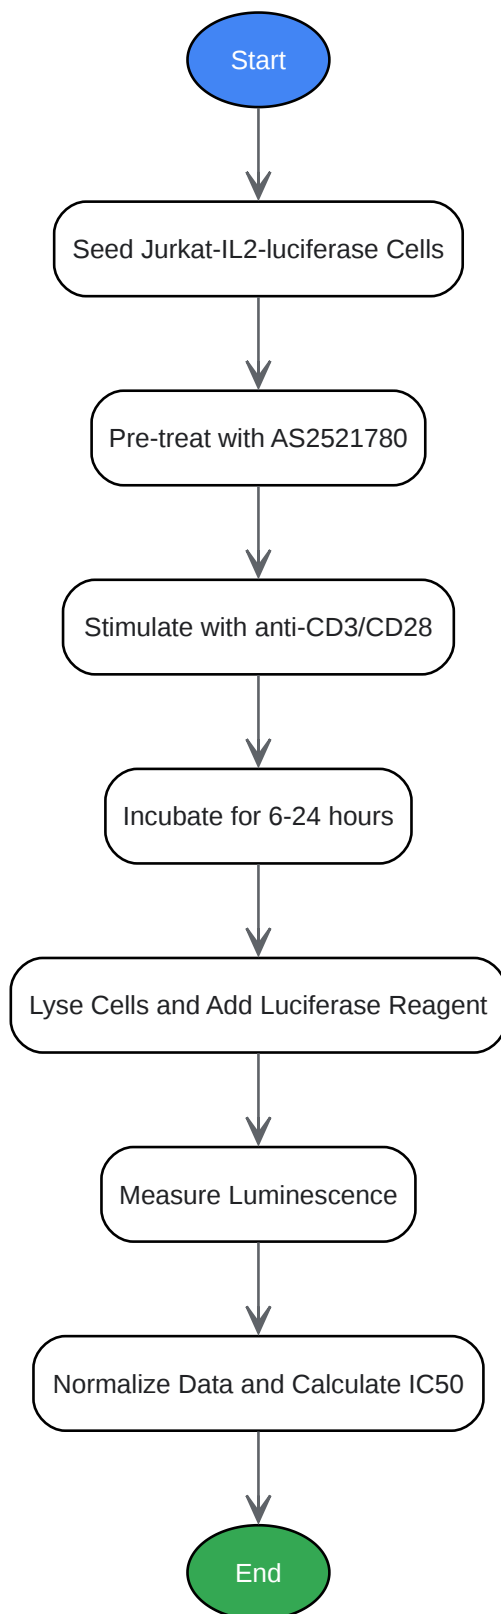 Start
Seed Jurkat-IL2-luciferase Cells
Pre-treat with AS2521780
Stimulate with anti-CD3/CD28
Incubate for 6-24 hours
Lyse Cells and Add Luciferase Reagent
Measure Luminescence
Normalize Data and Calculate IC50
End